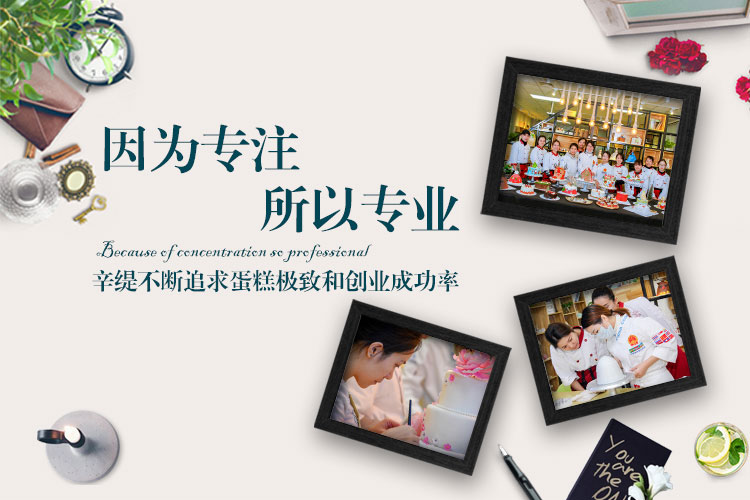 因为专注
所以专业
Because of concentration so professional
辛缇不断追求蛋糕极致和创业成功率
You
are
the